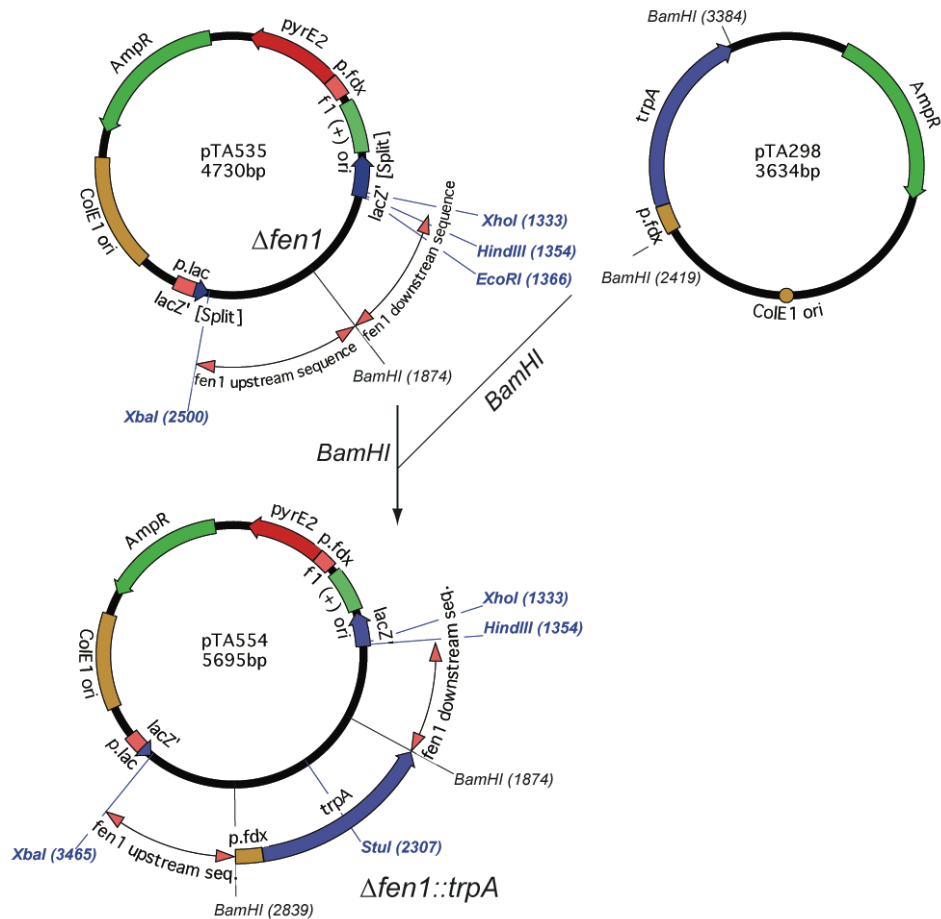 AmpR
pyrE2
p.fdx
f1 (+) ori
lacZ' [Split]
pTA535
4730bp
ColE1 ori
Δfen1
p.lac
lacZ' [Split]
XhoI (1333)
HindIII (1354)
EcoRI (1366)
fen1 downstream sequence
fen1 upstream sequence
BamHI (1874)
XbaI (2500)
BamHI (3384)
trpA
AmpR
pTA298
3634bp
p.fdx
BamHI (2419)
ColE1 ori
BamHI
BamHI
AmpR
pyrE2
p.fdx
f1 (+) ori
lacZ'
pTA554
5695bp
ColE1 ori
XhoI (1333)
HindIII (1354)
fen1 downstream seq.
lacZ'
p.lac
BamHI (1874)
trpA
p.fdx
StuI (2307)
XbaI (3465)
fen1 upstream seq.
BamHI (2839)
Δfen1::trpA